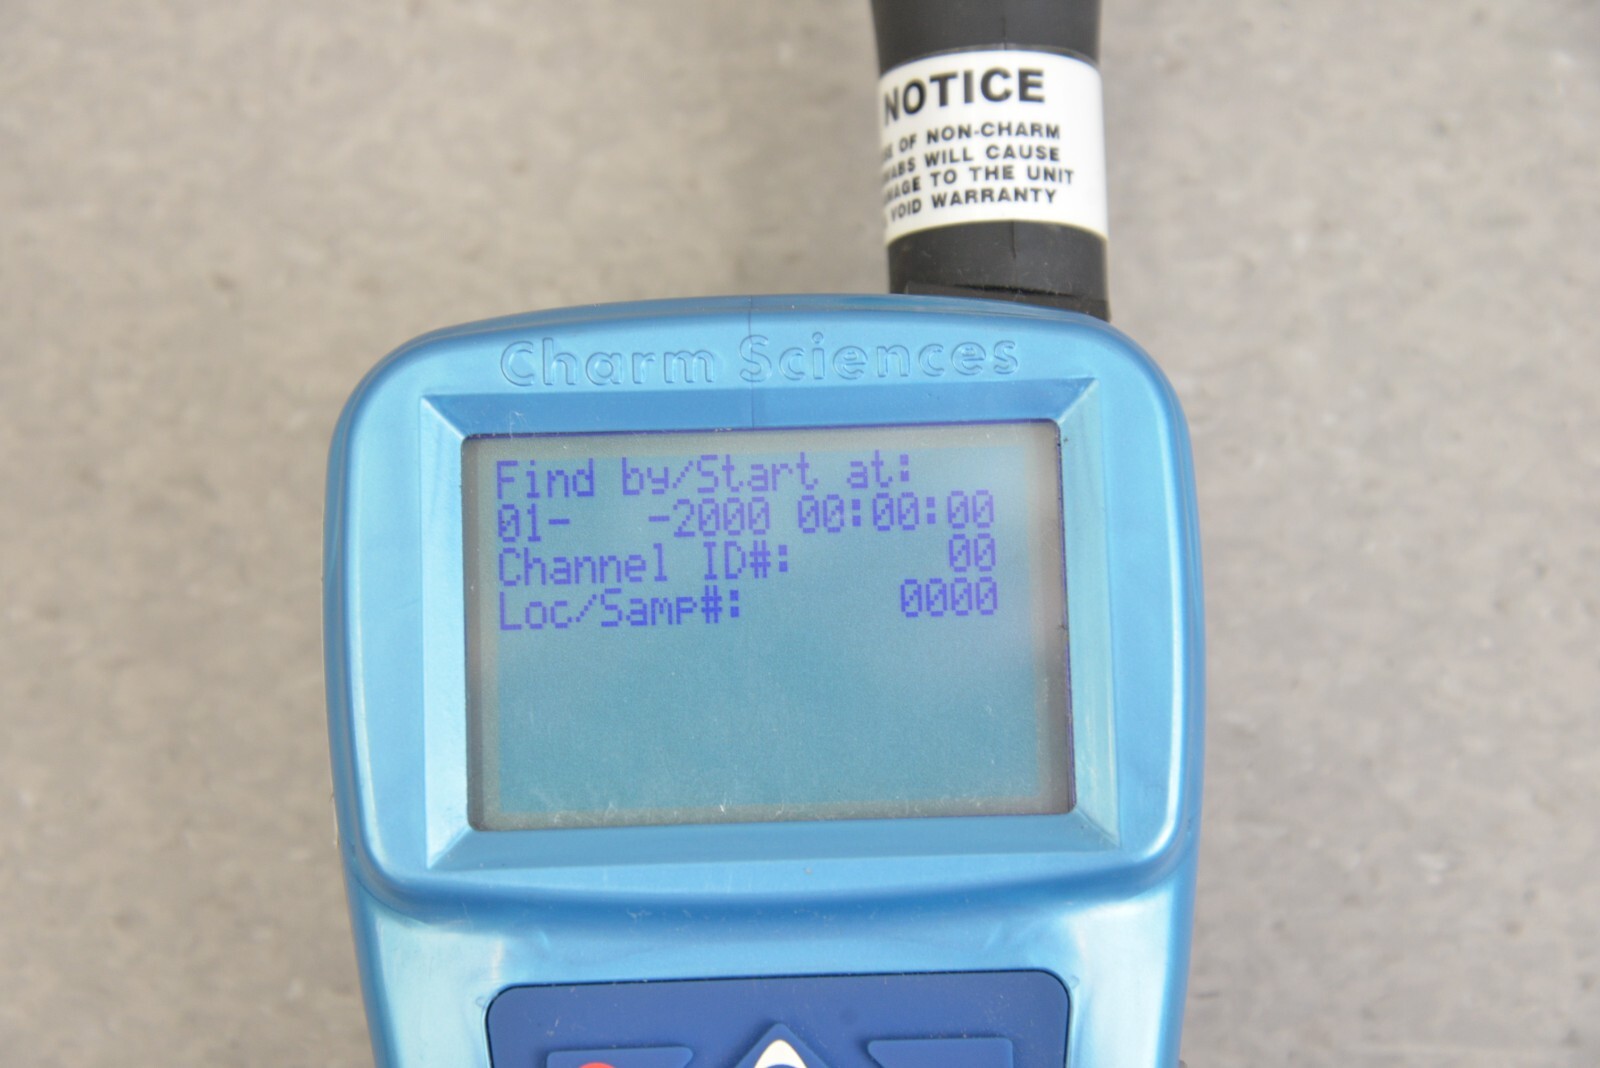 NOTICE
OF NON-CHARM
WILL CAUSE
TO THE UNIT
VOID WARRANTY
Charm Sciences
Find by/Start at:
01-   -2000 00:00:00
Channel ID#: 00
Loc/Samp#: 0000